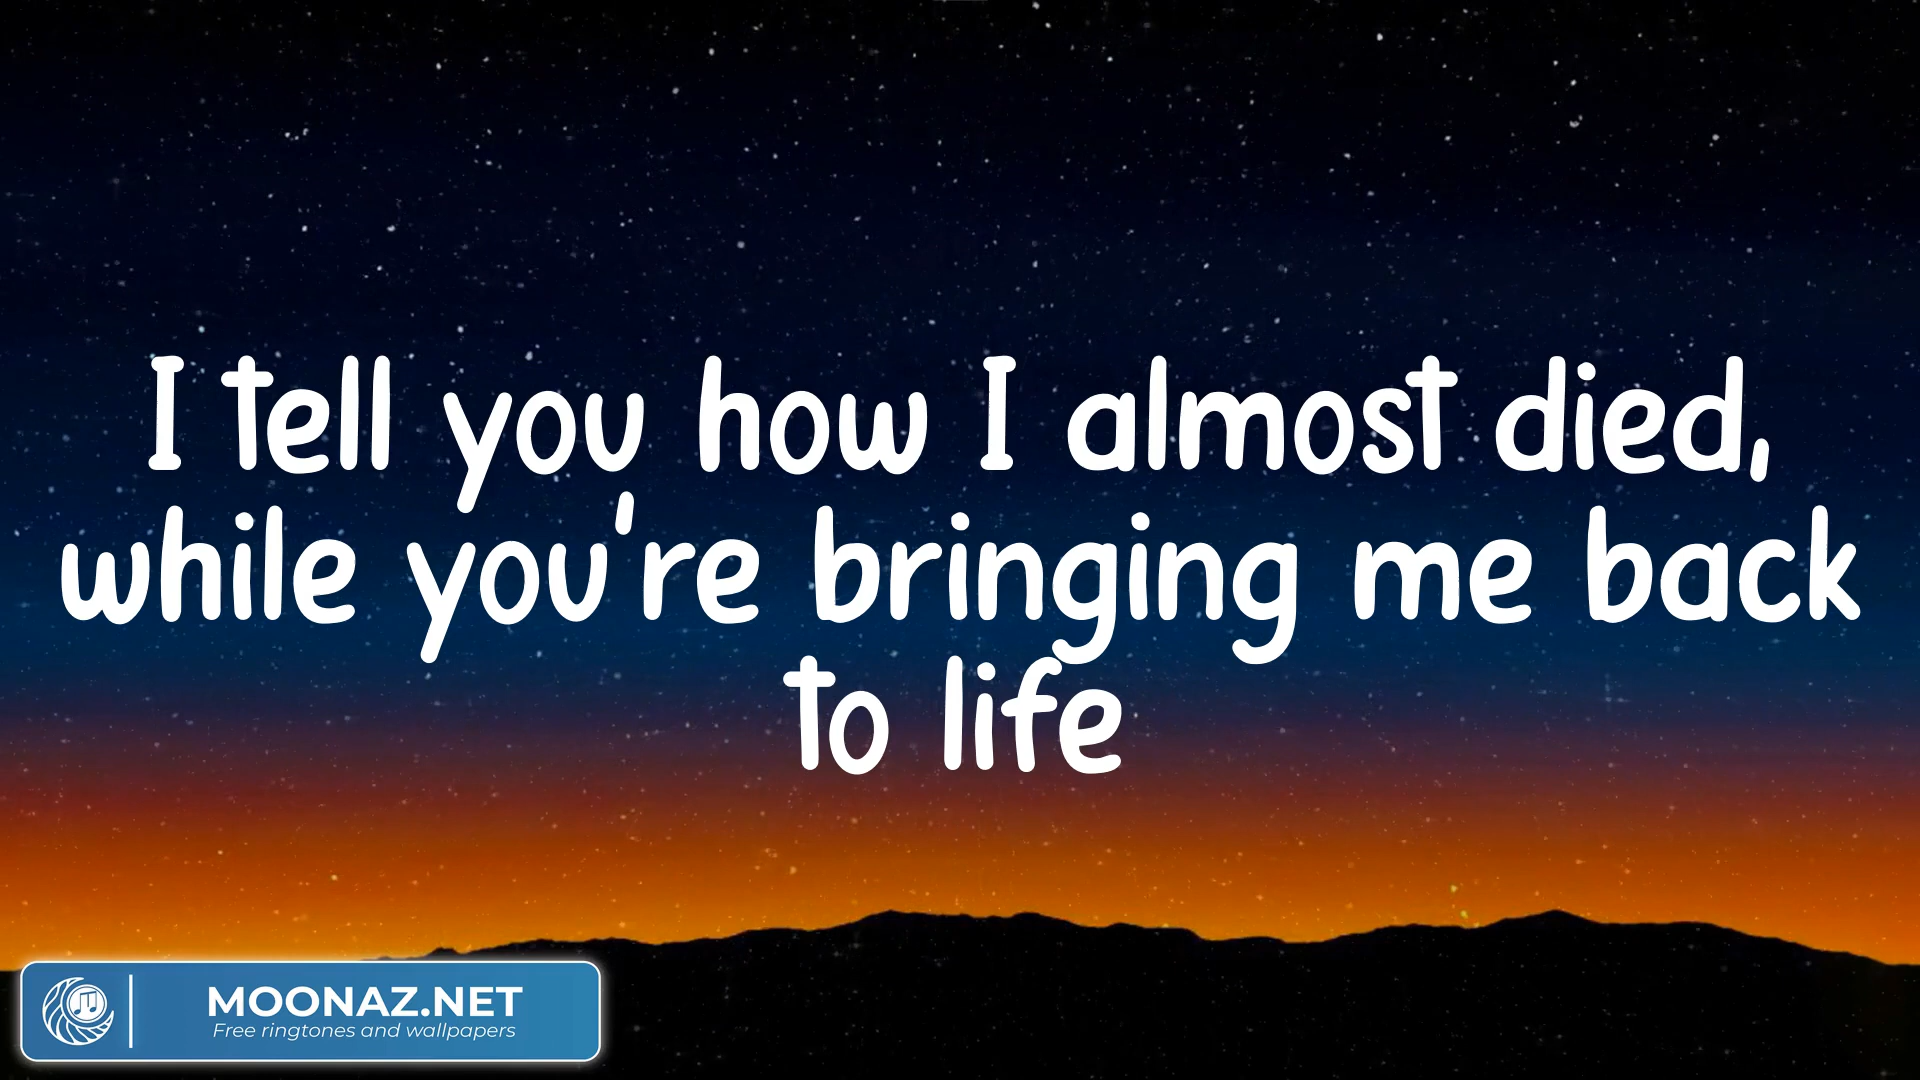 I tell you how I almost died,
while you're bringing me back
to life
MOONAZ.NET
Free ringtones and wallpapers